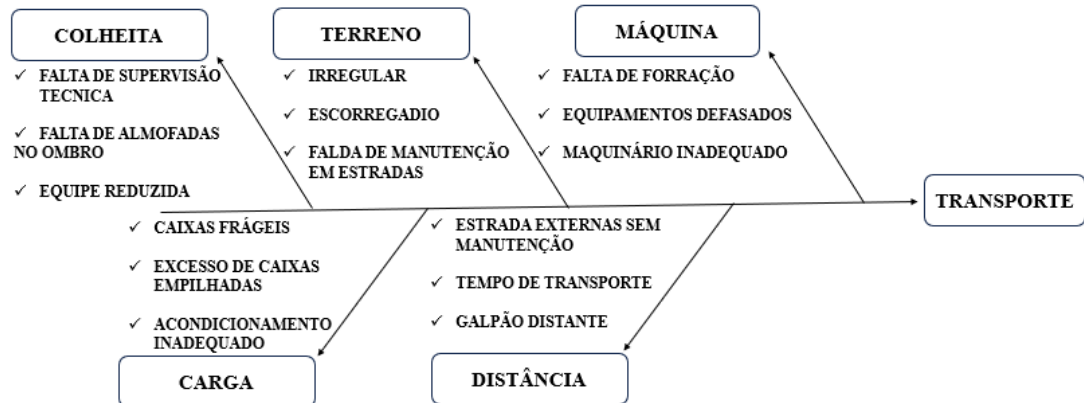 COLHEITA
✓ FALTA DE SUPERVISÃO
TECNICA
✓ FALTA DE ALMOFADAS
NO OMBRO
✓ EQUIPE REDUZIDA
TERRENO
✓ IRREGULAR
✓ ESCORREGADIO
✓ FALDA DE MANUTENÇÃO
EM ESTRADAS
MÁQUINA
✓ FALTA DE FORRAÇÃO
✓ EQUIPAMENTOS DEFASADOS
✓ MAQUINÁRIO INADEQUADO
TRANSPORTE
✓ CAIXAS FRÁGEIS
✓ EXCESSO DE CAIXAS
EMPILHADAS
✓ ACONDICIONAMENTO
INADEQUADO
CARGA
✓ ESTRADA EXTERNAS SEM
MANUTENÇÃO
✓ TEMPO DE TRANSPORTE
✓ GALPÃO DISTANTE
DISTÂNCIA